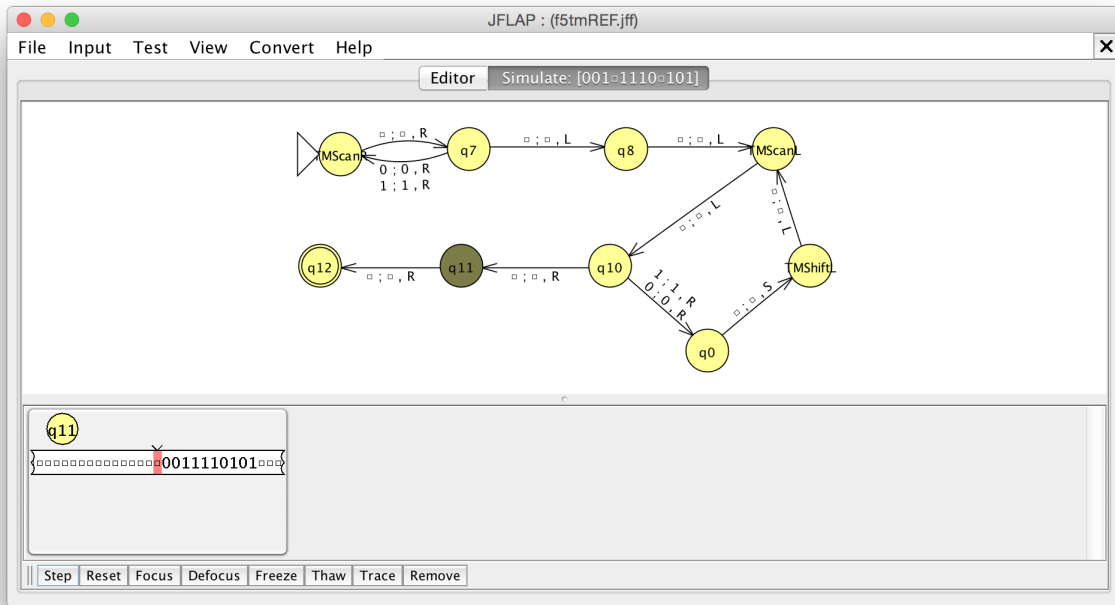 JFLAP : (f5tmREF.jff)
File Input Test View Convert Help
Editor Simulate: [001□1110□101]
□ ; □ , R
□ ; □ , L
□ ; □ , L
TMScanR
q7
q8
TMScanL
0 ; 0 , R
1 ; 1 , R
□ ; □ , L
□ ; □ , L
q12
q11
q10
TMShiftL
□ ; □ , R
□ ; □ , R
1 ; 1 , R
0 ; 0 , R
□ ; □ , S
q0
q11
□□□□□□□□□□□□□□□0011110101□□□
Step Reset Focus Defocus Freeze Thaw Trace Remove